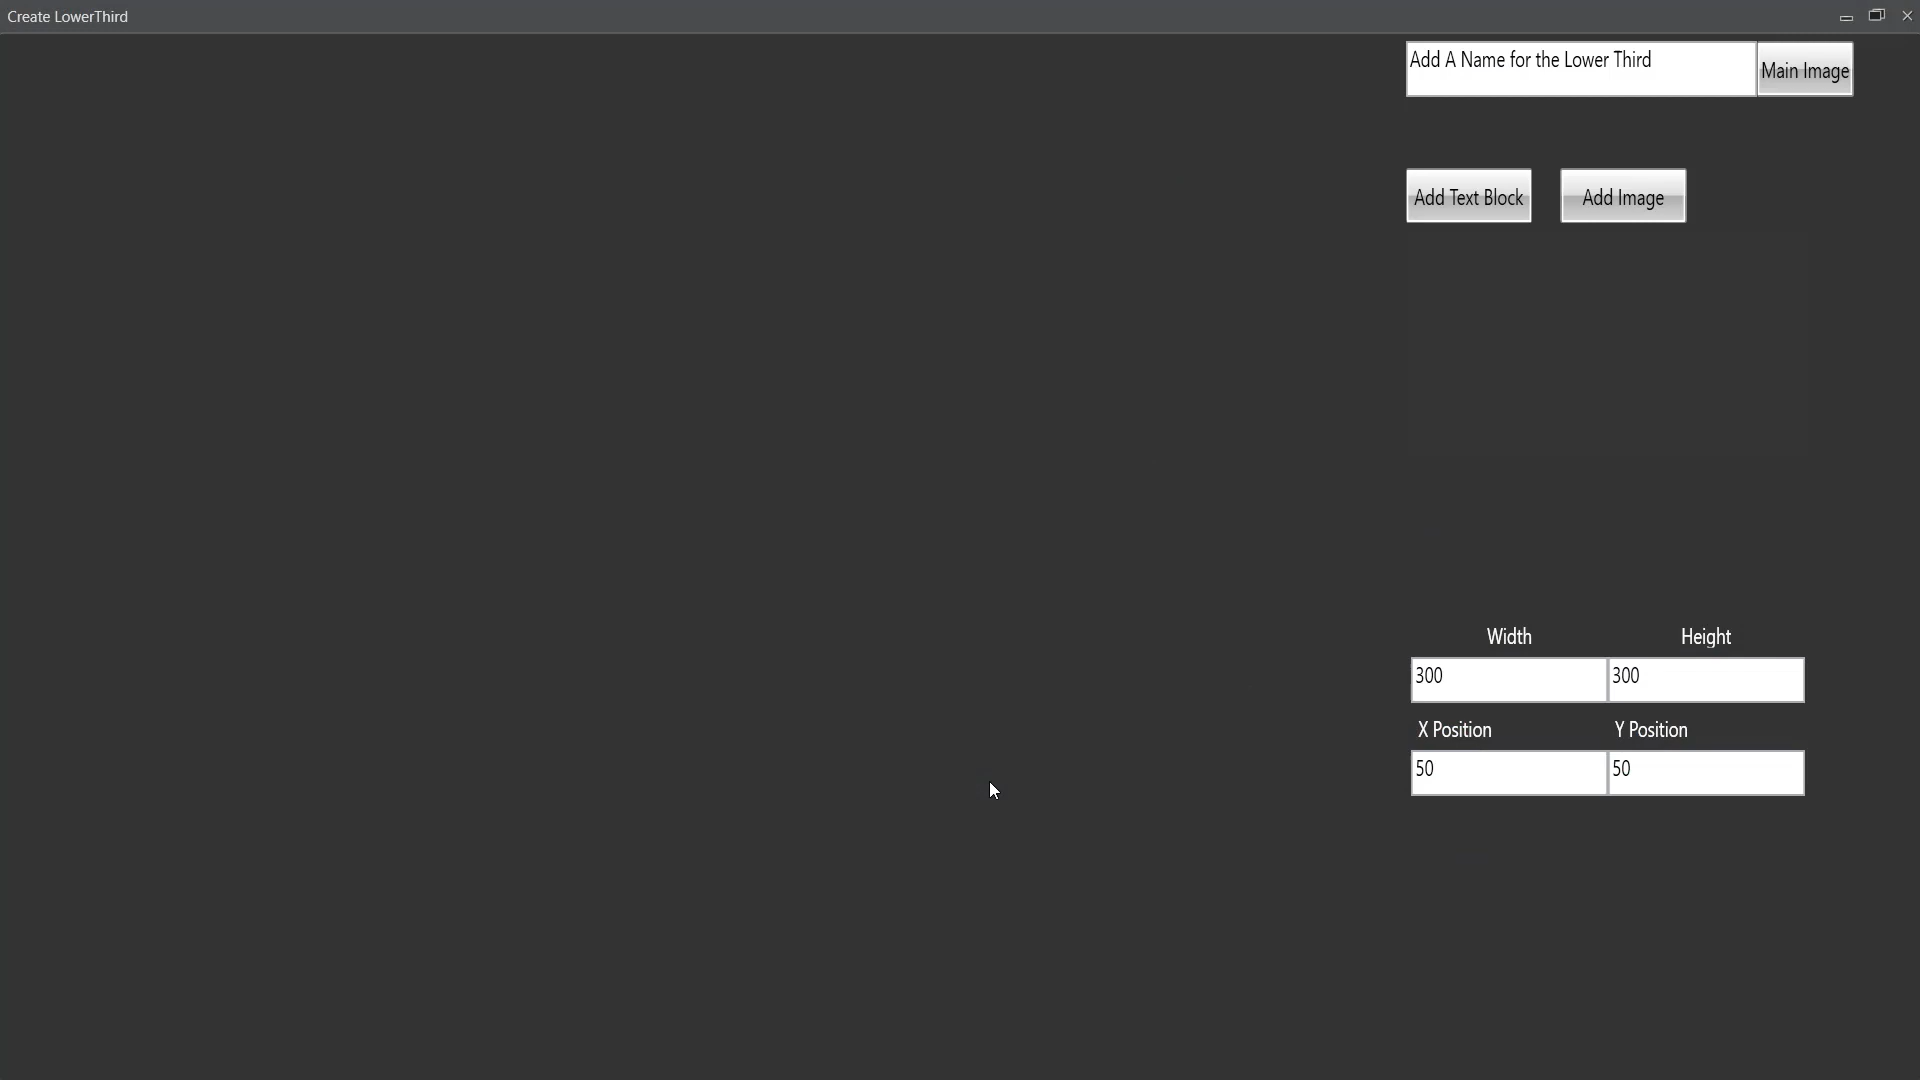 Create LowerThird
Add A Name for the Lower Third
Main Image
Add Text Block
Add Image
Width
Height
300
300
X Position
Y Position
50
50